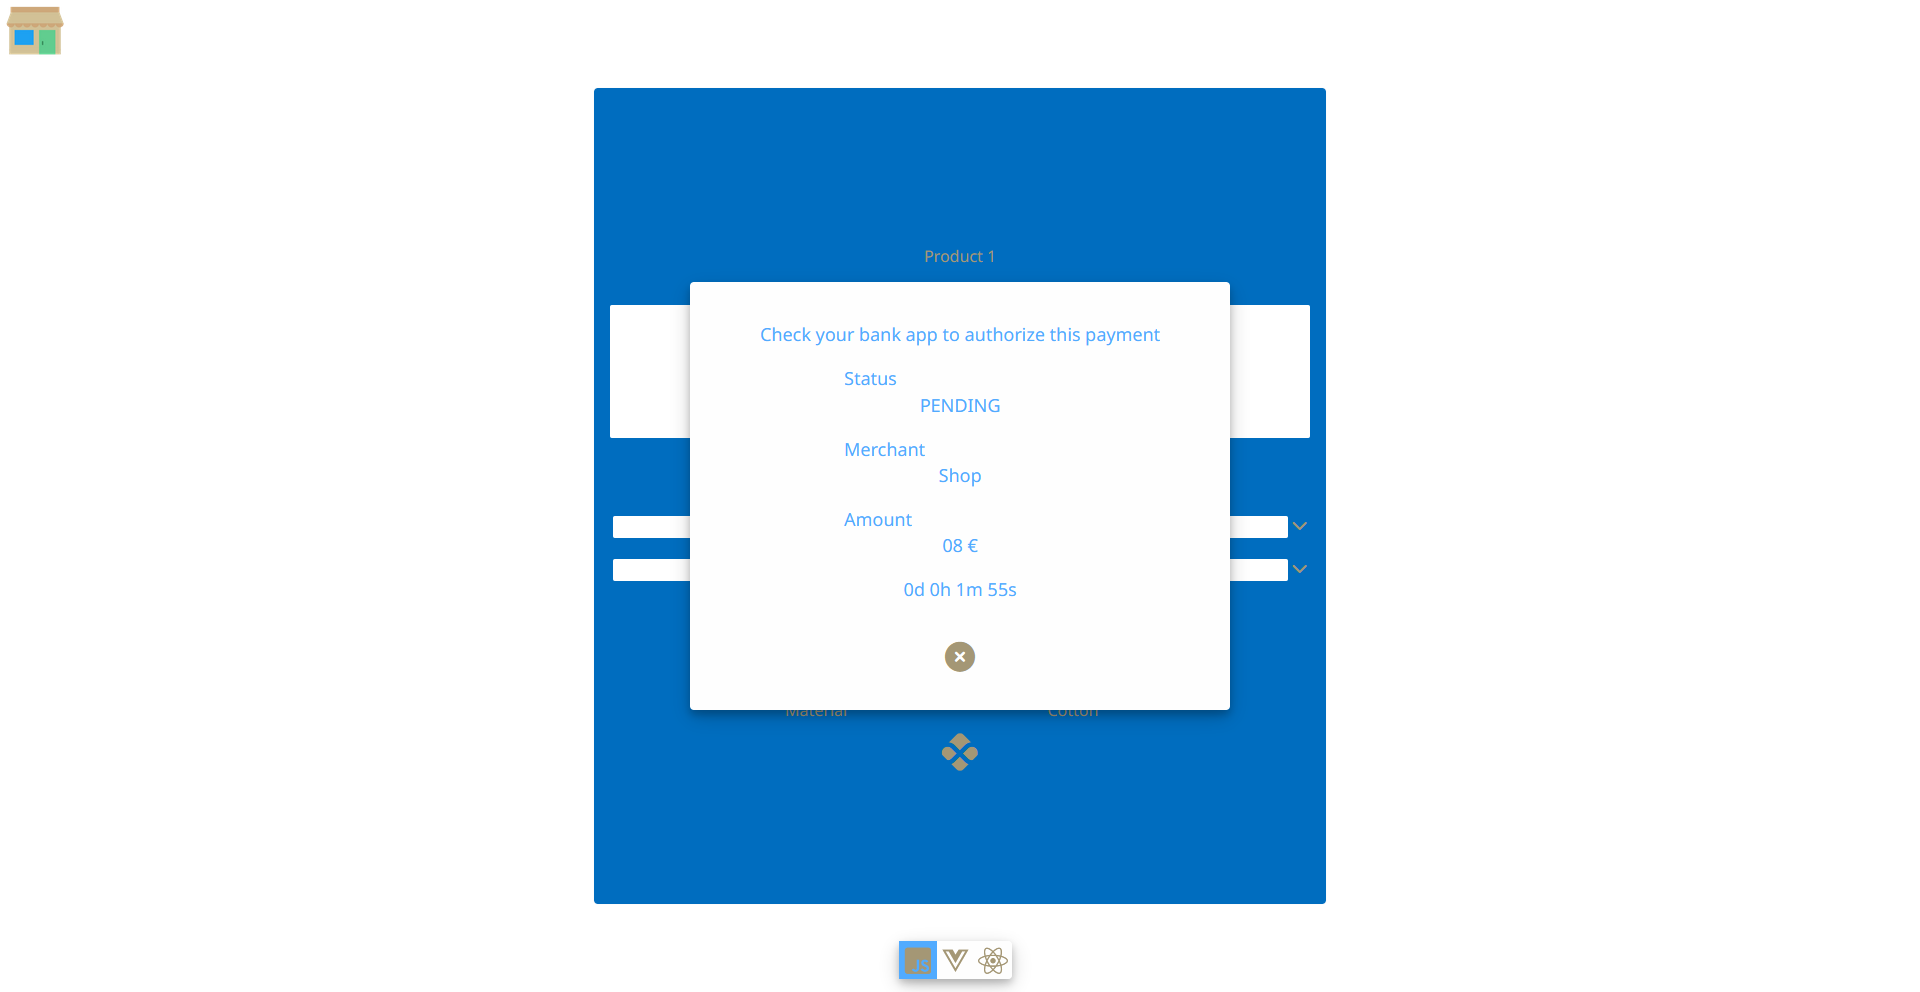 Product 1
Check your bank app to authorize this payment
Status
PENDING
Merchant
Shop
Amount
08 €
0d 0h 1m 55s
Material
Cotton
JS